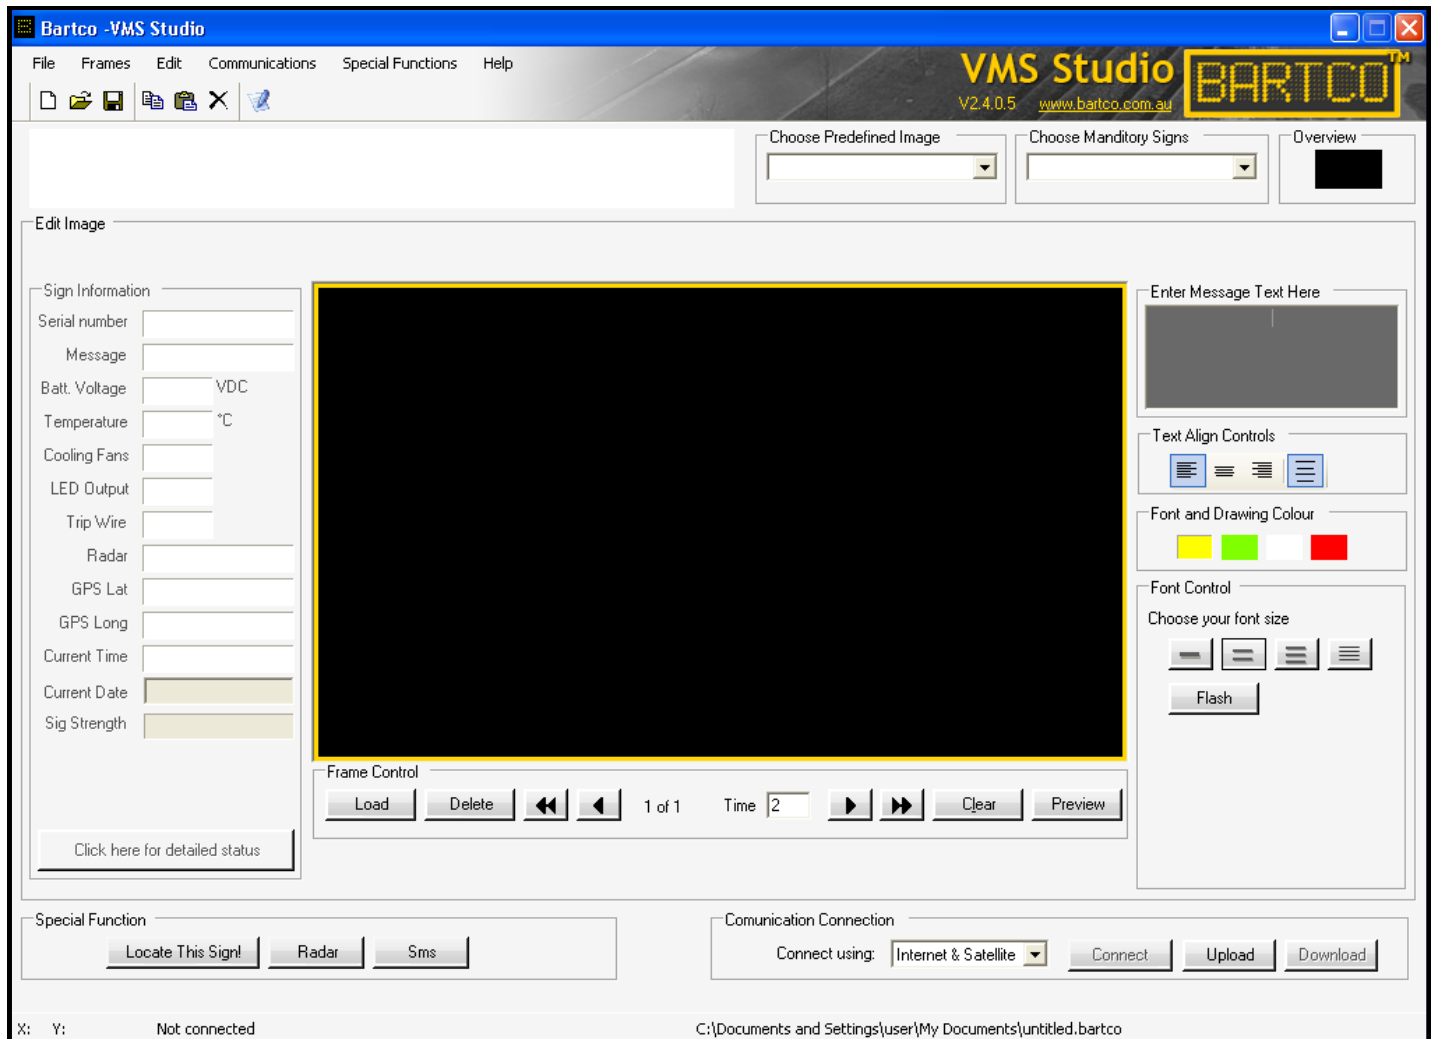 Bartco -VMS Studio
File Frames Edit Communications Special Functions Help
VMS Studio
V2.4.0.5 www.bartco.com.au
BARTCO™
Choose Predefined Image
Choose Manditory Signs
Overview
Edit Image
Sign Information
Serial number
Message
Batt. Voltage VDC
Temperature °C
Cooling Fans
LED Output
Trip Wire
Radar
GPS Lat
GPS Long
Current Time
Current Date
Sig Strength
Click here for detailed status
Enter Message Text Here
Text Align Controls
Font and Drawing Colour
Font Control
Choose your font size
Flash
Frame Control
Load Delete 1 of 1 Time 2 Clear Preview
Special Function
Locate This Sign! Radar Sms
Comunication Connection
Connect using: Internet & Satellite Connect Upload Download
X: Y: Not connected C:\Documents and Settings\user\My Documents\untitled.bartco